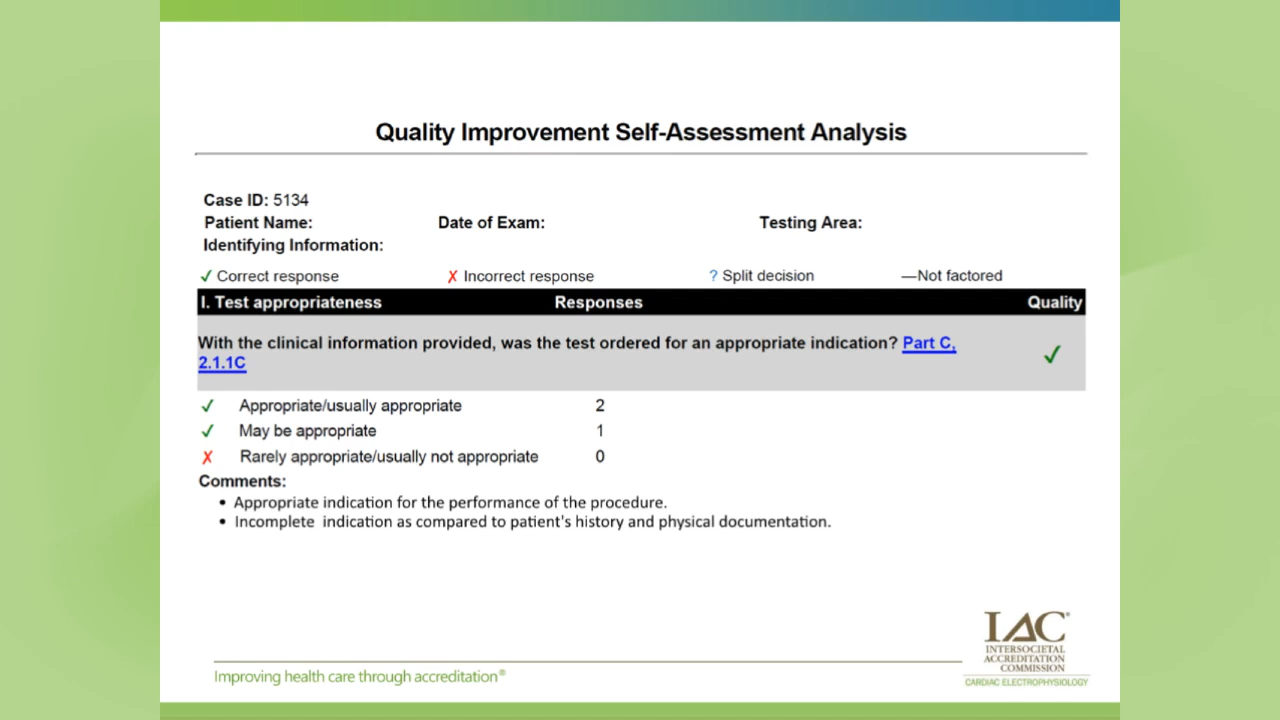 Quality Improvement Self-Assessment Analysis
Case ID: 5134
Patient Name: Date of Exam: Testing Area:
Identifying Information:
✓ Correct response ✗ Incorrect response ? Split decision —Not factored
I. Test appropriateness Responses Quality
With the clinical information provided, was the test ordered for an appropriate indication? Part C,
2.1.1C ✓
✓ Appropriate/usually appropriate 2
✓ May be appropriate 1
✗ Rarely appropriate/usually not appropriate 0
Comments:
• Appropriate indication for the performance of the procedure.
• Incomplete indication as compared to patient's history and physical documentation.
IAC®
INTERSOCIETAL
ACCREDITATION
COMMISSION
CARDIAC ELECTROPHYSIOLOGY
Improving health care through accreditation®